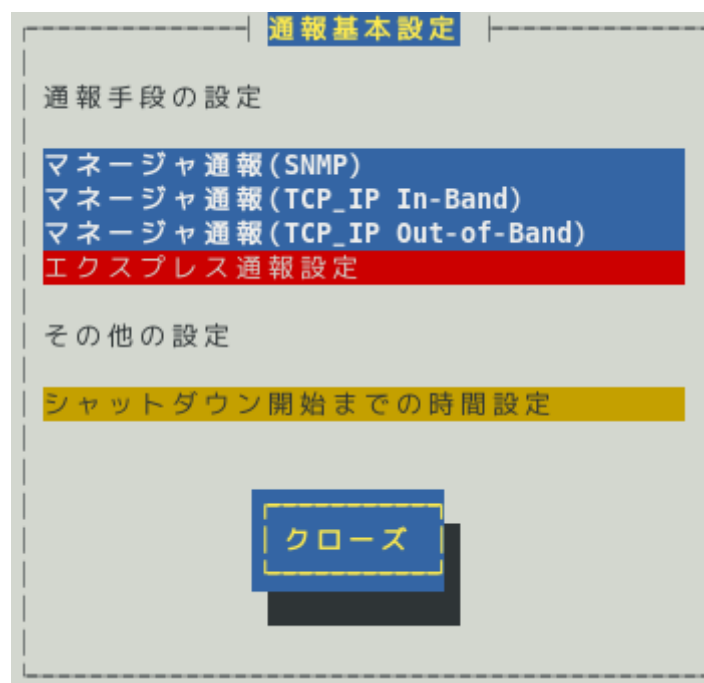 通報基本設定
通報手段の設定
マネージャ通報(SNMP)
マネージャ通報(TCP_IP In-Band)
マネージャ通報(TCP_IP Out-of-Band)
エクスプレス通報設定
その他の設定
シャットダウン開始までの時間設定
クローズ